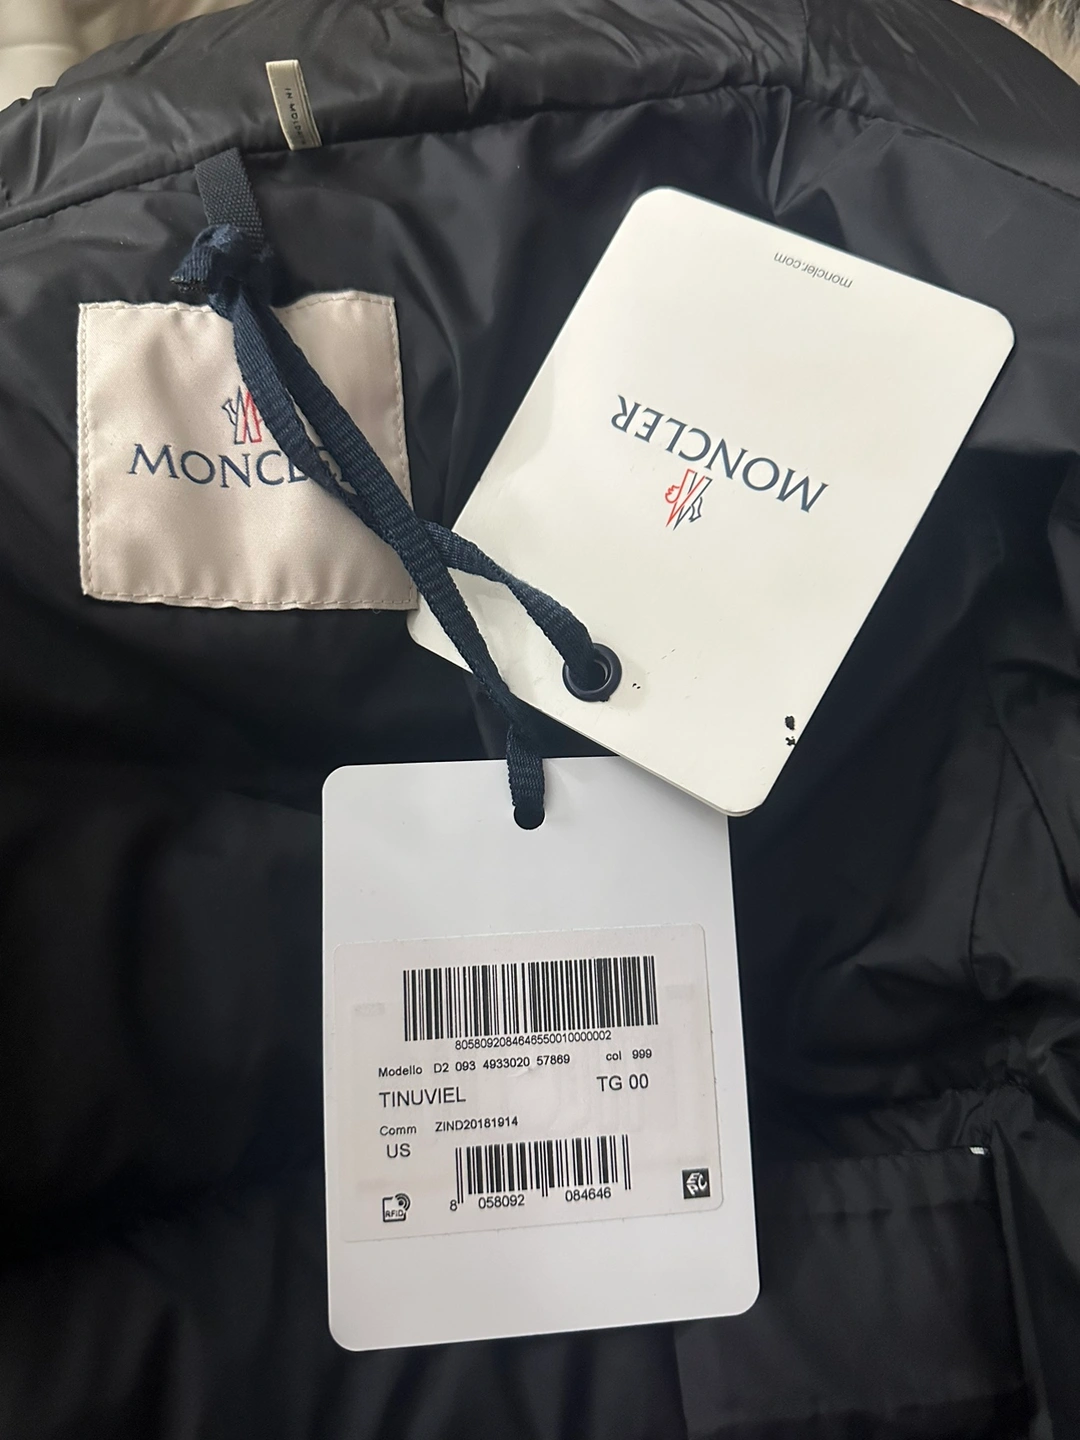 MONCLER
moncler.com
MONCLER
8058092084646550010000002
Modello D2 093 4933020 57869 col 999
TINUVIEL TG 00
Comm ZIND20181914
US
RFID
8 058092 084646